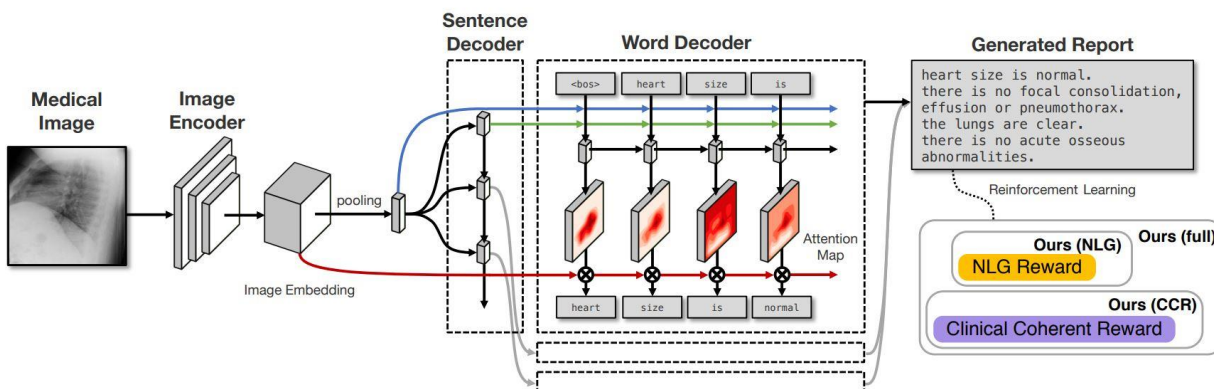 Medical
Image
Image
Encoder
Image Embedding
pooling
Sentence
Decoder
Word Decoder
<bos> heart size is
Attention
Map
heart size is normal
Generated Report
heart size is normal.
there is no focal consolidation,
effusion or pneumothorax.
the lungs are clear.
there is no acute osseous
abnormalities.
Reinforcement Learning
Ours (full)
Ours (NLG)
NLG Reward
Ours (CCR)
Clinical Coherent Reward